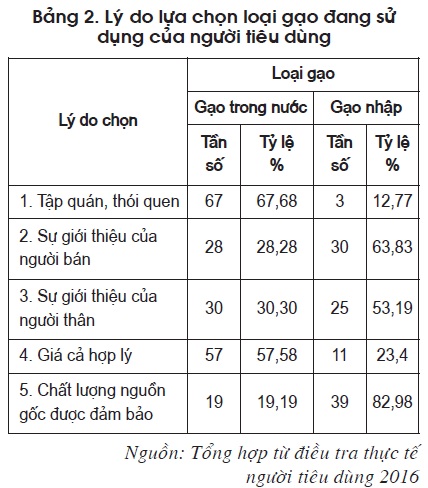 Bảng 2. Lý do lựa chọn loại gạo đang sử
dụng của người tiêu dùng
Lý do chọn
Loại gạo
Gạo trong nước
Gạo nhập
Tần số
Tỷ lệ %
Tần số
Tỷ lệ %
1. Tập quán, thói quen 67 67,68 3 12,77
2. Sự giới thiệu của
người bán
28 28,28 30 63,83
3. Sự giới thiệu của
người thân
30 30,30 25 53,19
4. Giá cả hợp lý 57 57,58 11 23,4
5. Chất lượng nguồn
gốc được đảm bảo
19 19,19 39 82,98
Nguồn: Tổng hợp từ điều tra thực tế
người tiêu dùng 2016